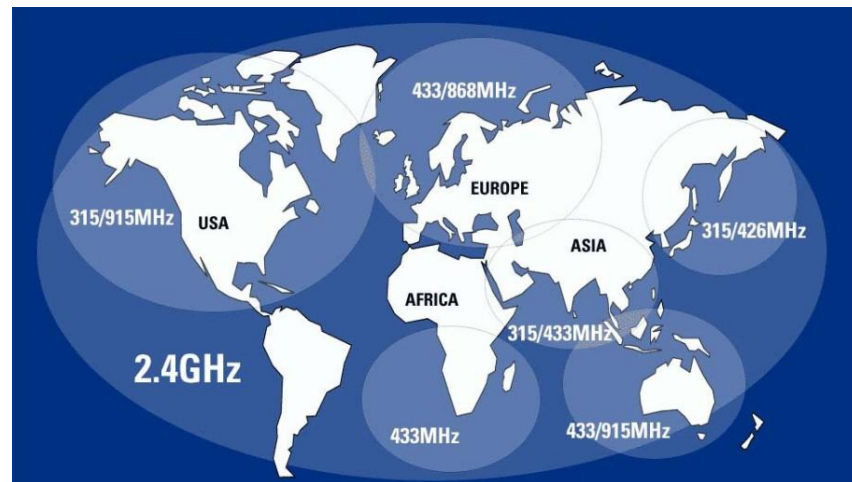 433/868MHz
EUROPE
315/915MHz
USA
315/426MHz
ASIA
AFRICA
315/433MHz
2.4GHz
433MHz
433/915MHz